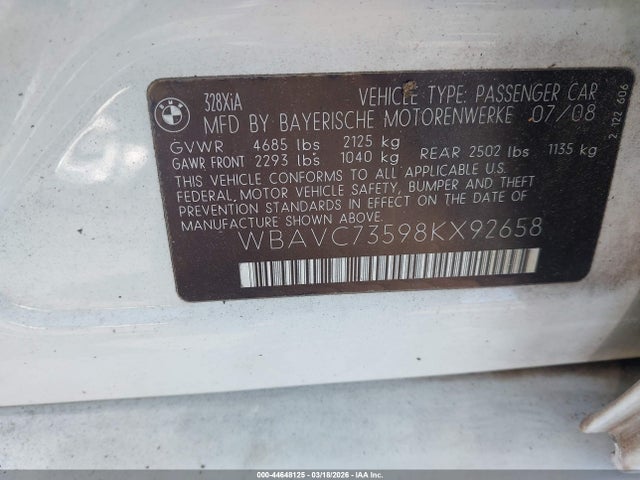 BMW
328XiA
VEHICLE TYPE: PASSENGER CAR
MFD BY BAYERISCHE MOTORENWERKE 07/08
GVWR 4685 lbs 2125 kg
GAWR FRONT 2293 lbs 1040 kg REAR 2502 lbs 1135 kg
THIS VEHICLE CONFORMS TO ALL APPLICABLE U.S.
FEDERAL MOTOR VEHICLE SAFETY, BUMPER AND THEFT
PREVENTION STANDARDS IN EFFECT ON THE DATE OF
MANUFACTURE SHOWN ABOVE.
WBAVC73598KX92658
2 122 606
000-44648125 - 03/18/2026 - IAA Inc.